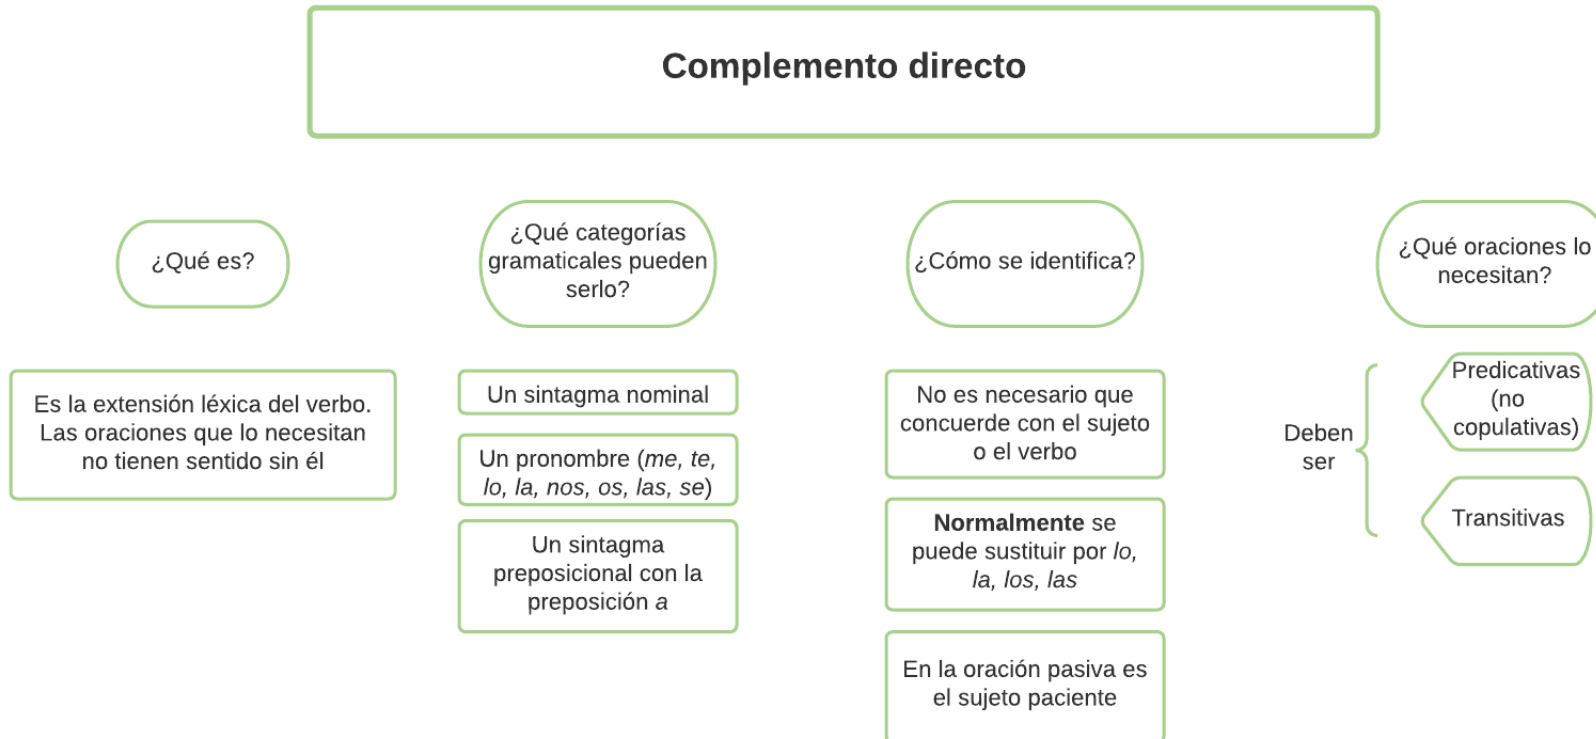 Complemento directo
¿Qué es?
Es la extensión léxica del verbo.
Las oraciones que lo necesitan
no tienen sentido sin él
¿Qué categorías
gramaticales pueden
serlo?
Un sintagma nominal
Un pronombre (me, te,
lo, la, nos, os, las, se)
Un sintagma
preposicional con la
preposición a
¿Cómo se identifica?
No es necesario que
concuerde con el sujeto
o el verbo
Normalmente se
puede sustituir por lo,
la, los, las
En la oración pasiva es
el sujeto paciente
¿Qué oraciones lo
necesitan?
Deben
ser
Predicativas
(no
copulativas)
Transitivas